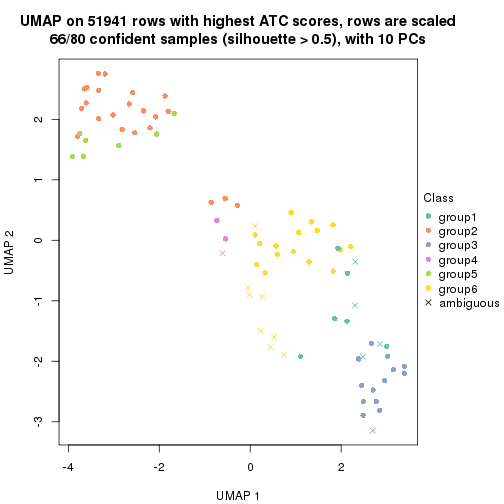 UMAP on 51941 rows with highest ATC scores, rows are scaled
66/80 confident samples (silhouette > 0.5), with 10 PCs
UMAP 2
2
1
0
-1
-2
-3
-4
-2
0
2
UMAP 1
Class
group1
group2
group3
group4
group5
group6
ambiguous